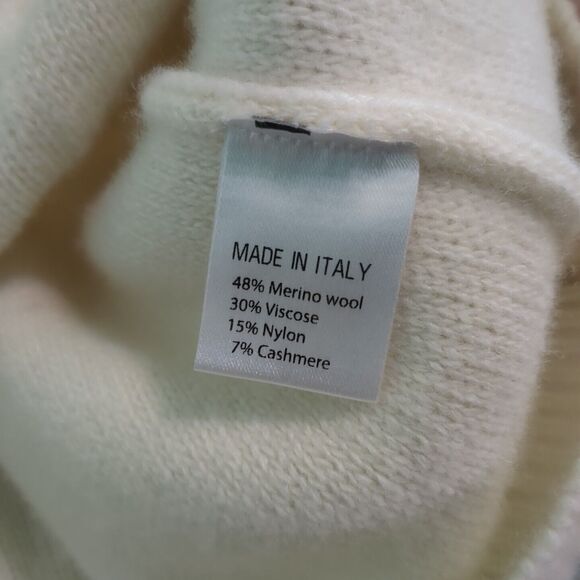 MADE IN ITALY
48% Merino wool
30% Viscose
15% Nylon
7% Cashmere